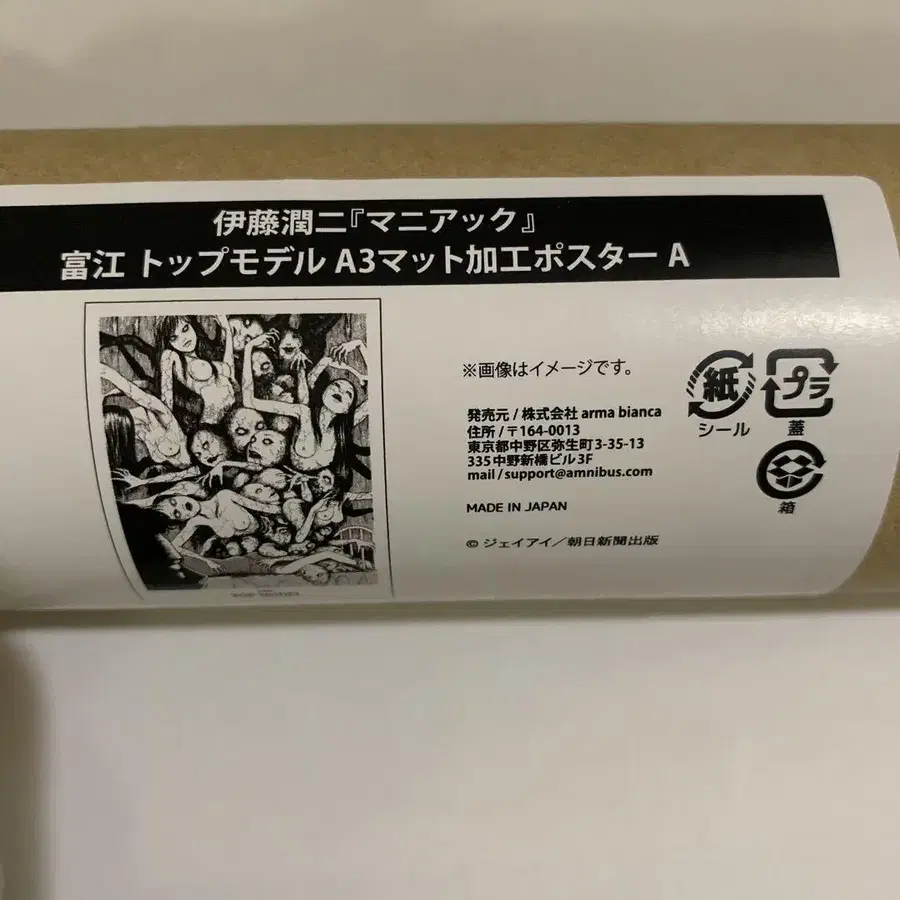 伊藤潤二『マニアック』
富江 トップモデル A3マット加工ポスター A
※画像はイメージです。
発売元 / 株式会社 arma bianca
住所 / 〒164-0013
東京都中野区弥生町3-35-13
335中野新橋ビル3F
mail / support@amnibus.com
MADE IN JAPAN
© ジェイアイ/朝日新聞出版
紙
シール
プラ
蓋
箱